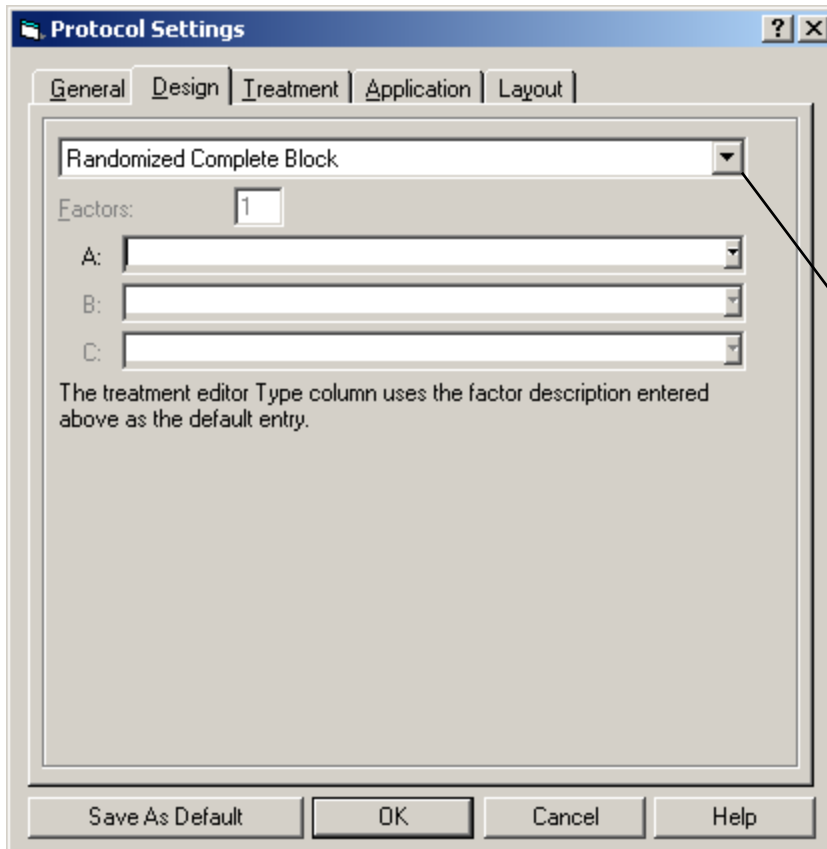 Protocol Settings
General Design Treatment Application Layout
Randomized Complete Block
Factors: 1
A:
B:
C:
The treatment editor Type column uses the factor description entered
above as the default entry.
Save As Default OK Cancel Help